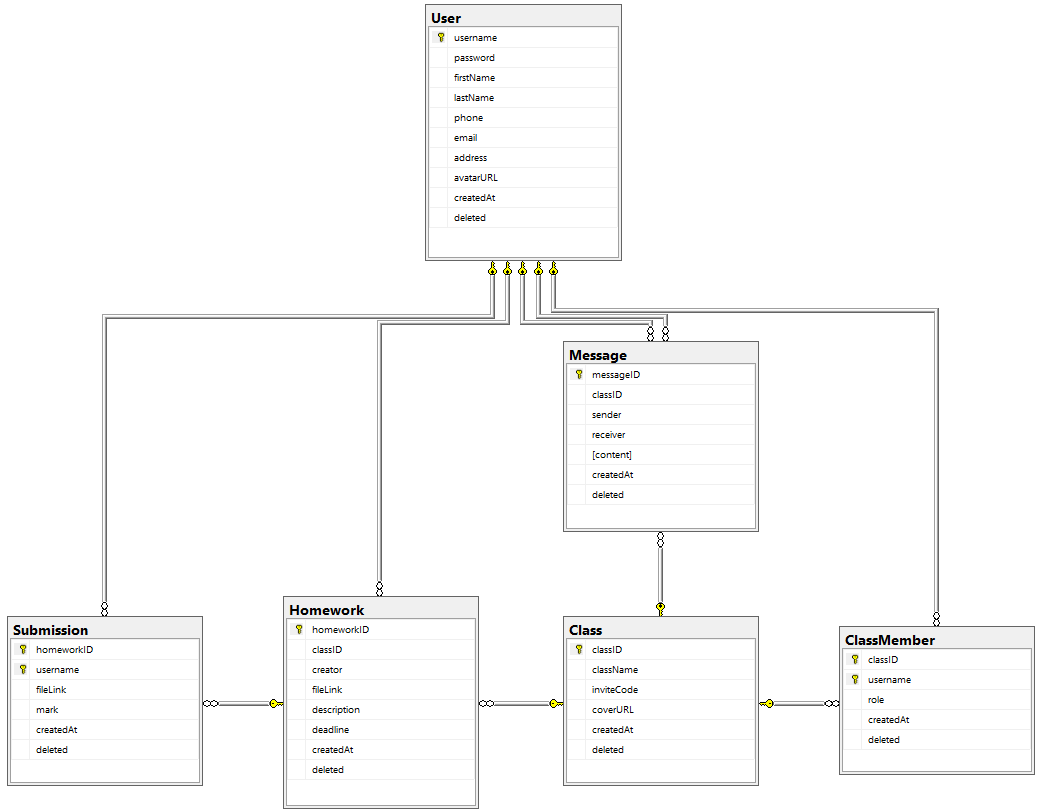 User
username
password
firstName
lastName
phone
email
address
avatarURL
createdAt
deleted
Message
messageID
classID
sender
receiver
[content]
createdAt
deleted
Submission
homeworkID
username
fileLink
mark
createdAt
deleted
Homework
homeworkID
classID
creator
fileLink
description
deadline
createdAt
deleted
Class
classID
className
inviteCode
coverURL
createdAt
deleted
ClassMember
classID
username
role
createdAt
deleted